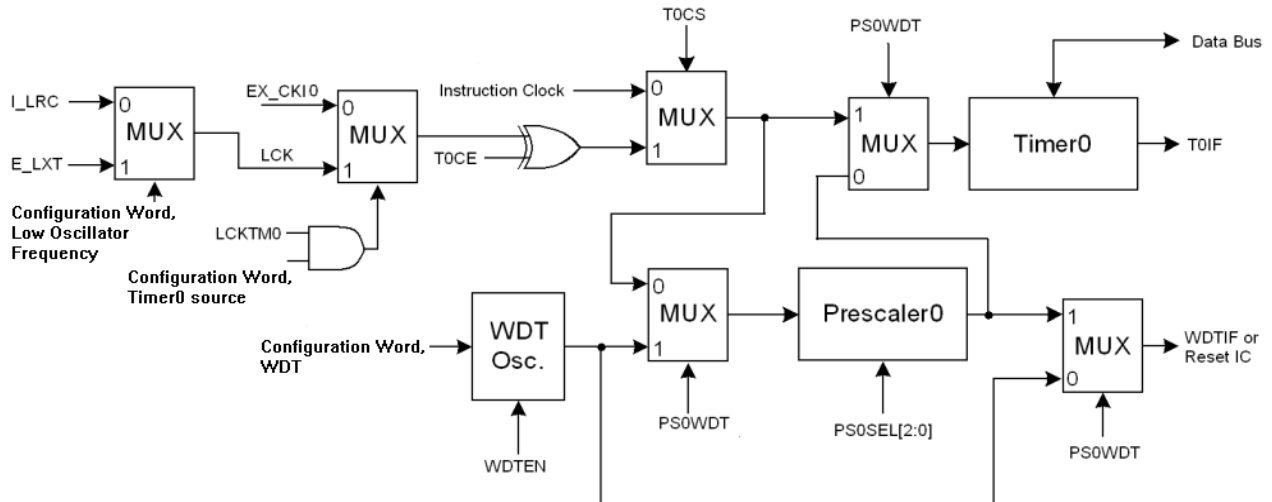 T0CS
PS0WDT
Data Bus
I_LRC
0
MUX
E_LXT
1
Configuration Word,
Low Oscillator
Frequency
EX_CKI0
0
MUX
LCK
1
LCKTM0
Configuration Word,
Timer0 source
T0CE
Instruction Clock
0
MUX
1
1
MUX
0
Timer0
T0IF
Configuration Word,
WDT
WDT
Osc.
WDTEN
0
MUX
1
PS0WDT
Prescaler0
PS0SEL[2:0]
1
MUX
0
WDTIF or
Reset IC
PS0WDT